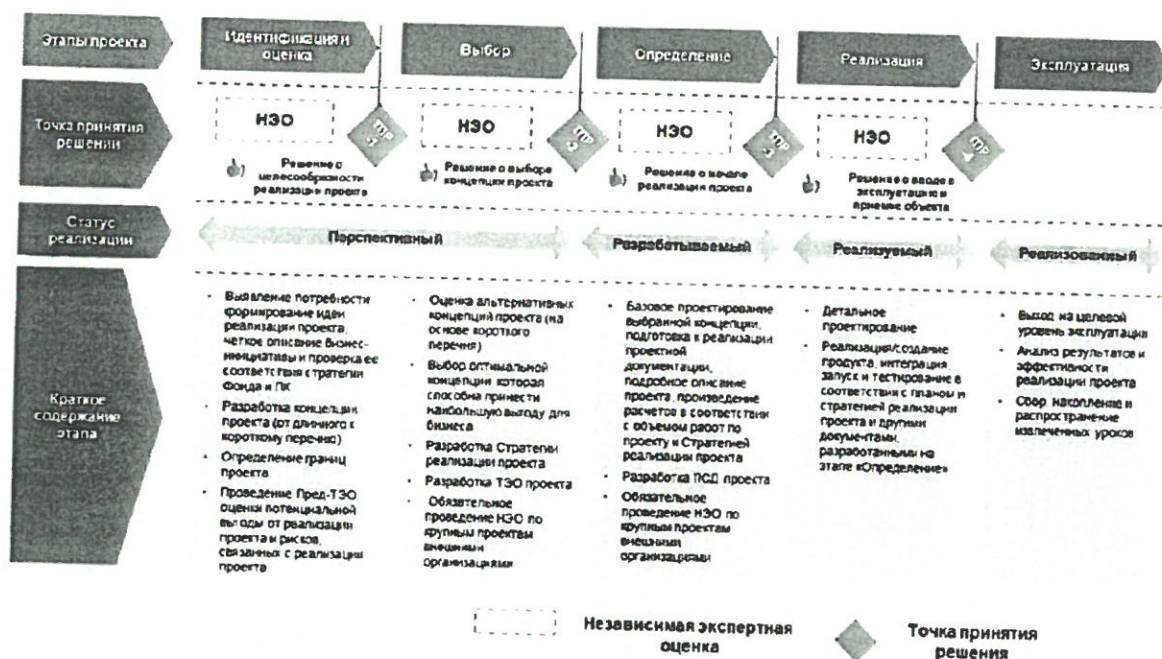 Этапы проекта
Идентификация и
оценка
Выбор
Определение
Реализация
Эксплуатация
Точка принятия
решений
НЭО
НЭО
НЭО
НЭО
Решение о
целесообразности
реализации проекта
Решение о выборе
концепции проекта
Решение о начале
реализации проекта
Решение о вводе в
эксплуатацию и
приемке объекта
Статус
реализации
Перспективный
Разрабатываемый
Реализуемый
Реализованный
Краткое
содержание
этапа
• Выявление потребности
формирование идеи
реализации проекта,
четкое описание бизнес-
инициативы и проверка ее
соответствия стратегии
Фонда и ПК
• Разработка концепции
проекта (от длинного к
короткому перечню)
• Определение границ
проекта
• Проведение Пред-ТЭО
оценки потенциальной
выгоды от реализации
проекта и рисков,
связанных с реализации
проекта
• Оценка альтернативных
концепций проекта (на
основе короткого
перечня)
• Выбор оптимальной
концепции которая
способна принести
наибольшую выгоду для
бизнеса
• Разработка Стратегии
реализации проекта
• Разработка ТЭО проекта
• Обязательное
проведение НЭО по
крупным проектам
внешними
организациями
• Базовое проектирование
выбранной концепции,
подготовка к реализации
проектной
документации,
подробное описание
проекта, произведение
расчетов в соответствии
с объемом работ по
проекту и Стратегией
реализации проекта
• Разработка ПСД проекта
• Обязательное
проведение НЭО по
крупным проектам
внешними
организациями
• Детальное
проектирование
• Реализация/создание
продукта, интеграция,
запуск и тестирование в
соответствии с планом и
стратегией реализации
проекта и другими
документами,
разработанными на
этапе «Определение»
• Выход на целевой
уровень эксплуатации
• Анализ результатов и
эффективности
реализации проекта
• Сбор, накопление и
распространение
извлеченных уроков
Независимая экспертная
оценка
Точка принятия
решения